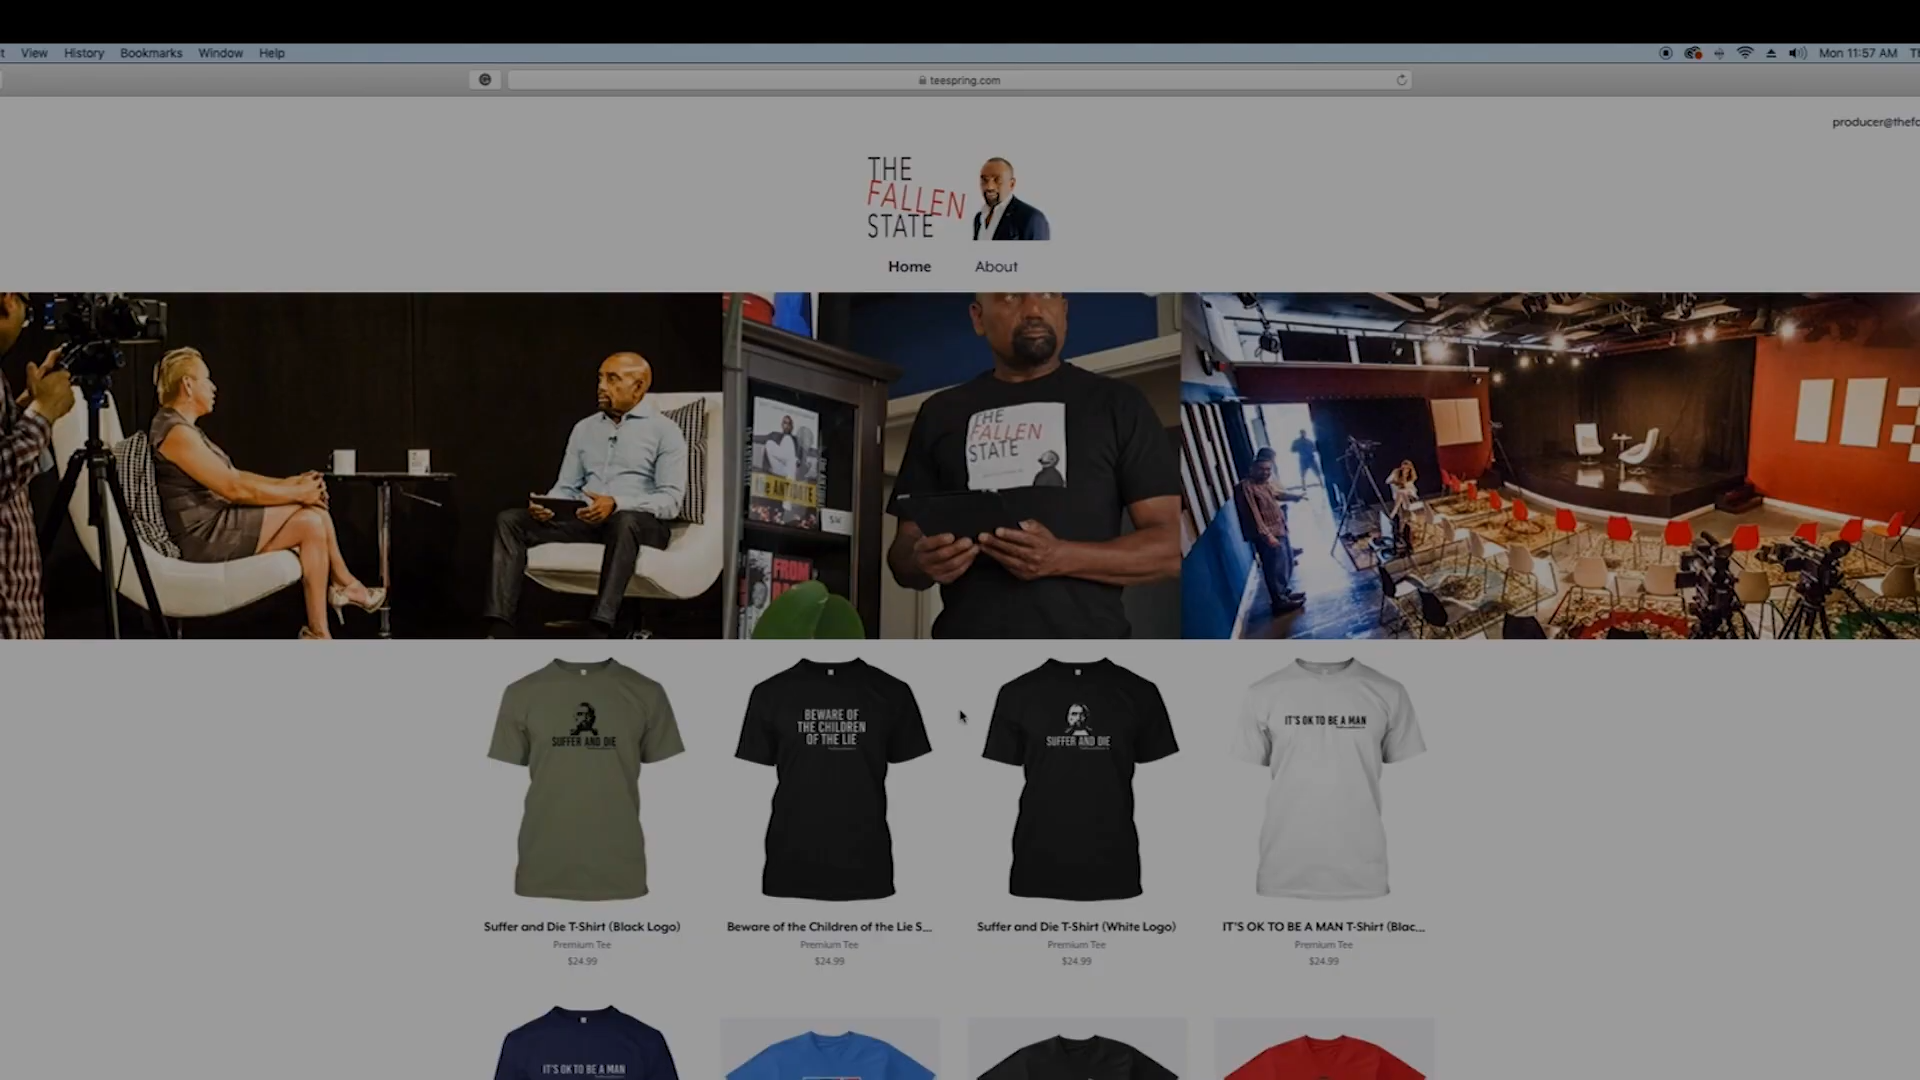 View History Bookmarks Window Help Mon 11:57 AM
teespring.com
THE
FALLEN
STATE
Home About
THE
FALLEN
STATE
the ANTIDOTE
FROM
SUFFER AND DIE
BEWARE OF
THE CHILDREN
OF THE LIE
SUFFER AND DIE
IT'S OK TO BE A MAN
Suffer and Die T-Shirt (Black Logo) Beware of the Children of the Lie S... Suffer and Die T-Shirt (White Logo) IT'S OK TO BE A MAN T-Shirt (Blac...
Premium Tee Premium Tee Premium Tee Premium Tee
$24.99 $24.99 $24.99 $24.99
IT'S OK TO BE A MAN